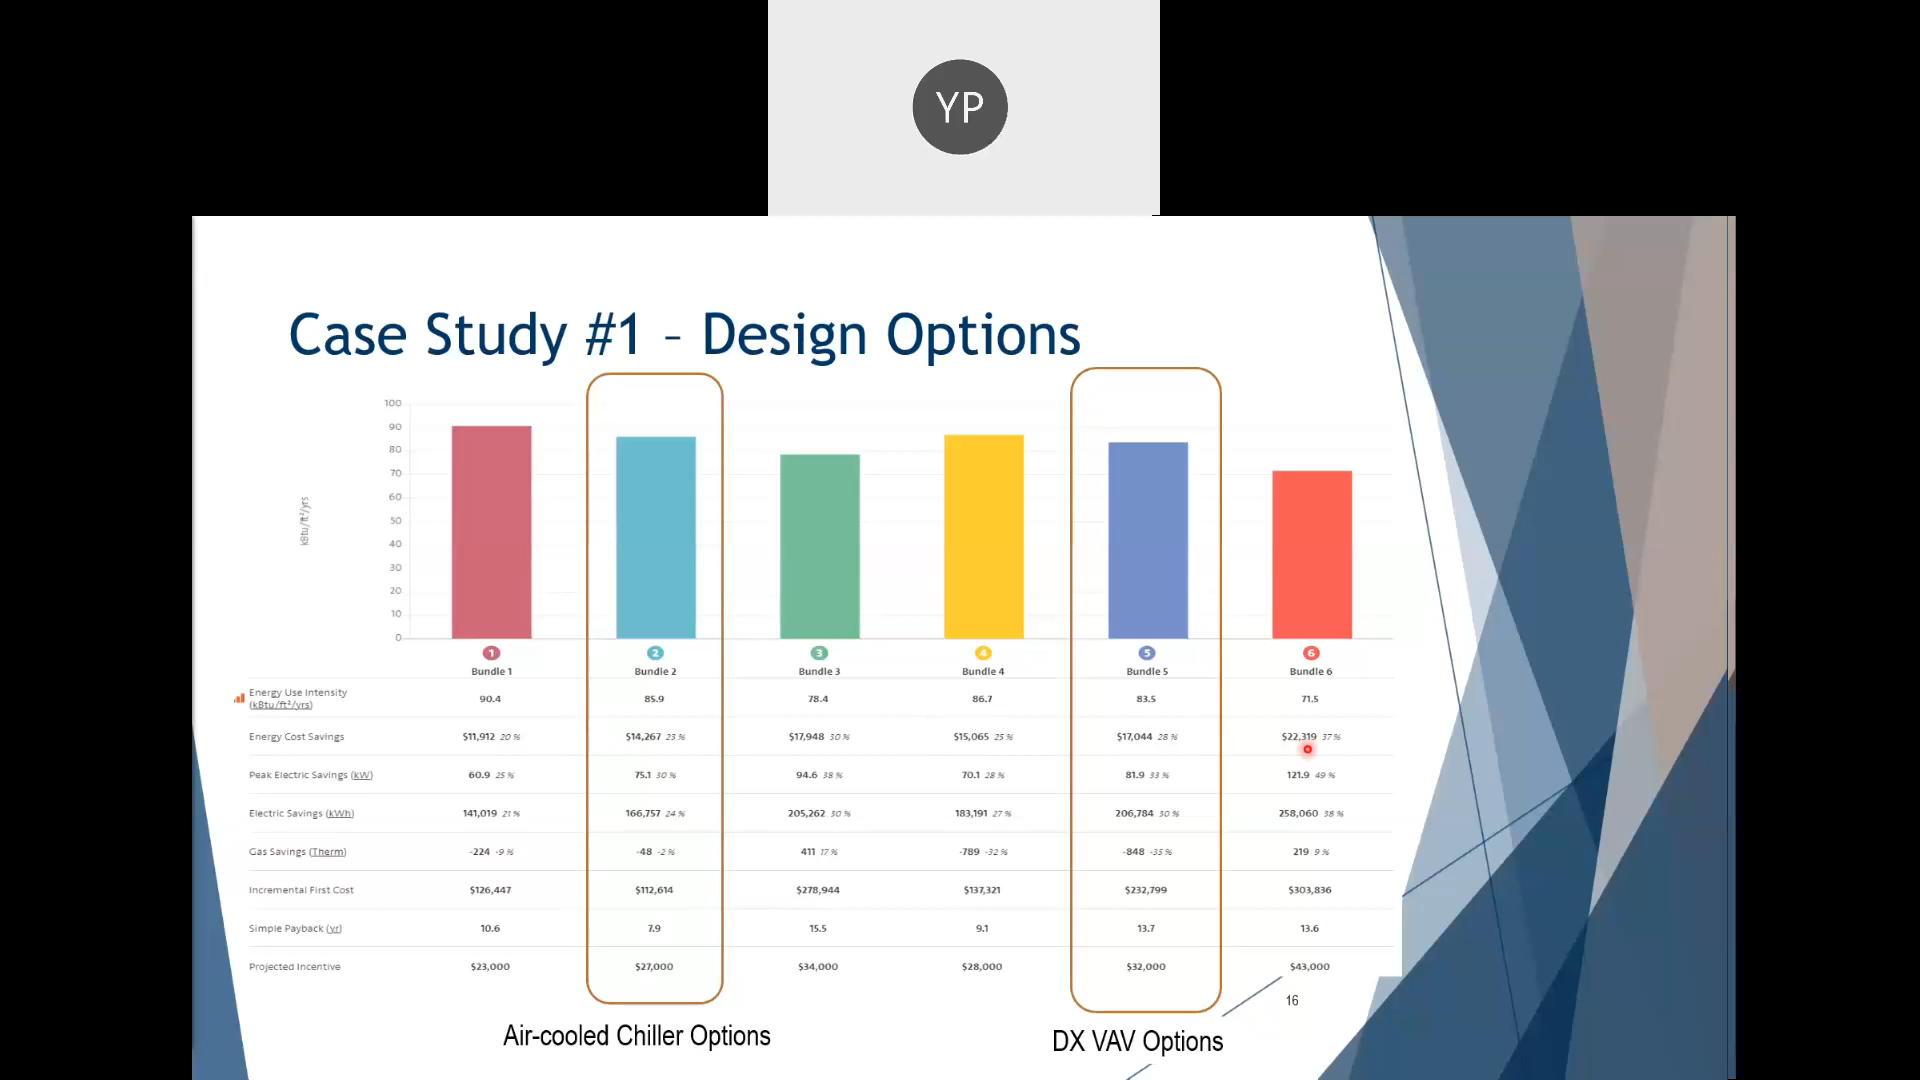 YP
Case Study #1 – Design Options
100
90
80
70
60
50
40
30
20
10
0
kBtu/ft²/yrs
1 2 3 4 5 6
Bundle 1 Bundle 2 Bundle 3 Bundle 4 Bundle 5 Bundle 6
Energy Use Intensity
(kBtu/ft²/yrs) 90.4 85.9 78.4 86.7 83.5 71.5
Energy Cost Savings $11,912 20 % $14,267 23 % $17,948 30 % $15,065 25 % $17,044 28 % $22,319 37 %
Peak Electric Savings (kW) 60.9 25 % 75.1 30 % 94.6 38 % 70.1 28 % 81.9 33 % 121.9 49 %
Electric Savings (kWh) 141,019 21 % 166,757 24 % 205,262 30 % 183,191 27 % 206,784 30 % 258,060 38 %
Gas Savings (Therm) -224 -9 % -48 -2 % 411 17 % -789 -32 % -848 -35 % 219 9 %
Incremental First Cost $126,447 $112,614 $278,944 $137,321 $232,799 $303,836
Simple Payback (yr) 10.6 7.9 15.5 9.1 13.7 13.6
Projected Incentive $23,000 $27,000 $34,000 $28,000 $32,000 $43,000
16
Air-cooled Chiller Options
DX VAV Options